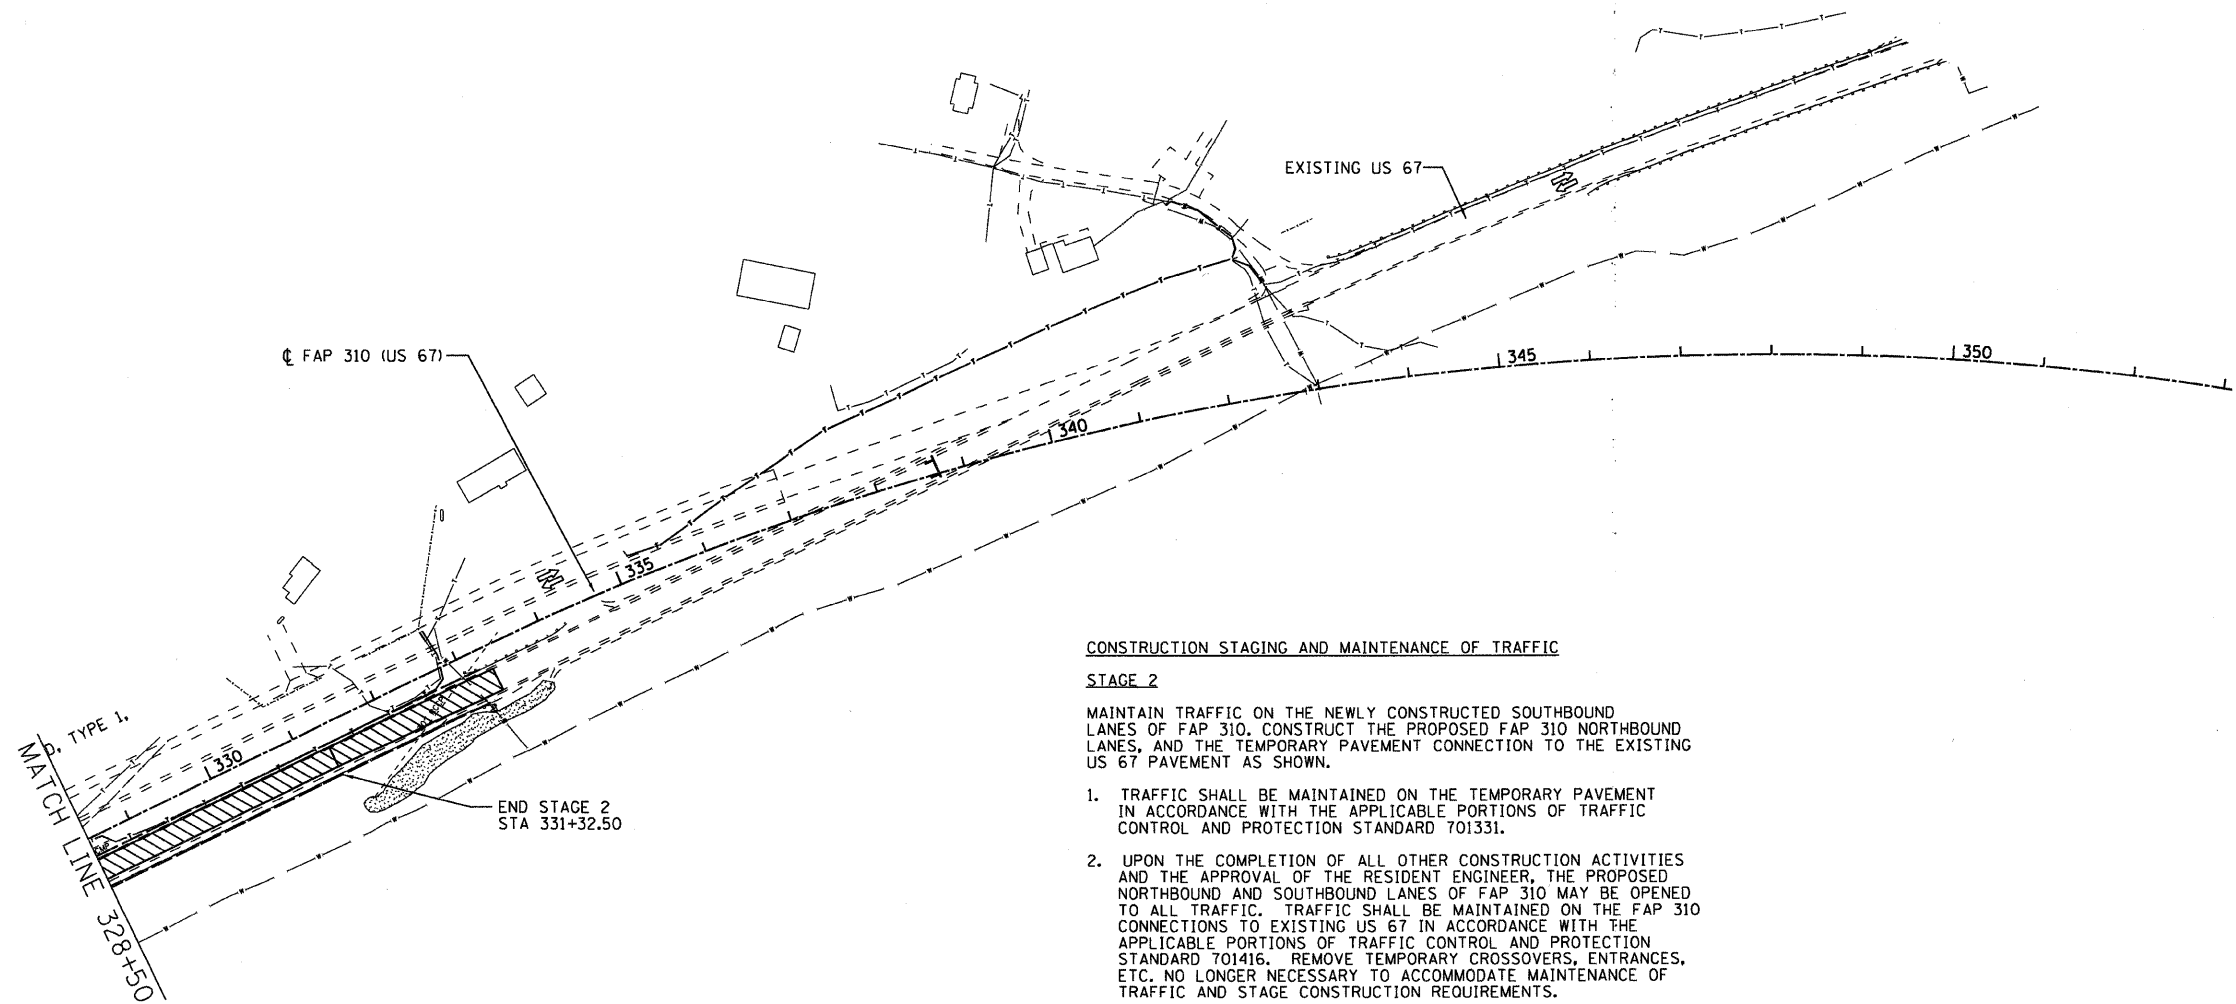 EXISTING US 67
℄ FAP 310 (US 67)
345
350
340
335
330
D, TYPE 1,
MATCH LINE 328+50
END STAGE 2
STA 331+32.50
CONSTRUCTION STAGING AND MAINTENANCE OF TRAFFIC
STAGE 2
MAINTAIN TRAFFIC ON THE NEWLY CONSTRUCTED SOUTHBOUND
LANES OF FAP 310. CONSTRUCT THE PROPOSED FAP 310 NORTHBOUND
LANES, AND THE TEMPORARY PAVEMENT CONNECTION TO THE EXISTING
US 67 PAVEMENT AS SHOWN.
1. TRAFFIC SHALL BE MAINTAINED ON THE TEMPORARY PAVEMENT
IN ACCORDANCE WITH THE APPLICABLE PORTIONS OF TRAFFIC
CONTROL AND PROTECTION STANDARD 701331.
2. UPON THE COMPLETION OF ALL OTHER CONSTRUCTION ACTIVITIES
AND THE APPROVAL OF THE RESIDENT ENGINEER, THE PROPOSED
NORTHBOUND AND SOUTHBOUND LANES OF FAP 310 MAY BE OPENED
TO ALL TRAFFIC. TRAFFIC SHALL BE MAINTAINED ON THE FAP 310
CONNECTIONS TO EXISTING US 67 IN ACCORDANCE WITH THE
APPLICABLE PORTIONS OF TRAFFIC CONTROL AND PROTECTION
STANDARD 701416. REMOVE TEMPORARY CROSSOVERS, ENTRANCES,
ETC. NO LONGER NECESSARY TO ACCOMMODATE MAINTENANCE OF
TRAFFIC AND STAGE CONSTRUCTION REQUIREMENTS.